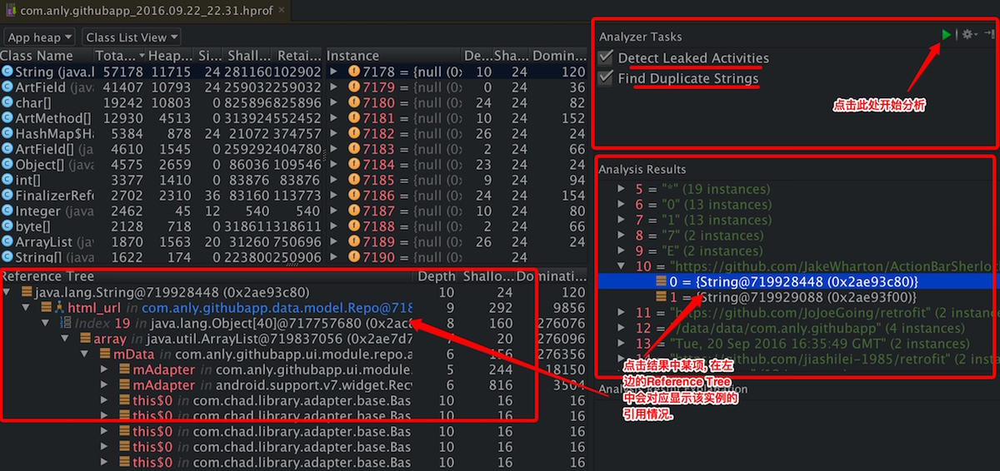 com.anly.githubapp_2016.09.22_22.31.hprof ×
App heap Class List View
Class Name Tota... Heap... Si... Shall... Retai... Instance De... Sha... Domin...
String (java.l 57178 11715 24 281160 102902 7178 = {null (0x 10 24 120
ArtField (java 41407 10793 24 259032 259032 7179 = {null (0x 0 24 36
char[] 19242 10803 0 825896 825896 7180 = {null (0x 24 24 82
ArtMethod[] 12930 4513 0 313924 552452 7181 = {null (0x 10 24 152
HashMap$Ha 5384 878 24 21072 374757 7182 = {null (0x 26 24 24
ArtField[] (ja 4610 1545 0 259292 404780 7183 = {null (0x 2 24 66
Object[] (java 4575 2659 0 86036 109546 7184 = {null (0x 23 24 24
int[] 3377 1410 0 83876 83876 7185 = {null (0x 9 24 94
FinalizerRefe 2702 2310 36 83160 113773 7186 = {null (0x 24 24 154
Integer (java 2462 45 12 540 540 7187 = {null (0x 10 24 80
byte[] 2128 718 0 318611 318611 7188 = {null (0x 2 24 66
ArrayList (ja 1870 1563 20 31260 750696 7189 = {null (0x 26 24 24
String[] (java 1622 174 0 223800 250996 7190 = {null (0x
Reference Tree Depth Shallo... Dominati...
java.lang.String@719928448 (0x2ae93c80) 10 24 120
html_url in com.anly.githubapp.data.model.Repo@718 9 292 9856
Index 19 in java.lang.Object[40]@717757680 (0x2ac 8 160 276076
array in java.util.ArrayList@719837056 (0x2ae7d7 7 20 276096
mData in com.anly.githubapp.ui.module.repo.a 6 156 276356
mAdapter in com.anly.githubapp.ui.module 5 244 18150
mAdapter in android.support.v7.widget.Recy 6 816 3504
this$0 in com.chad.library.adapter.base.Bas 10 16 16
this$0 in com.chad.library.adapter.base.Bas 10 16 16
this$0 in com.chad.library.adapter.base.Bas 10 16 16
this$0 in com.chad.library.adapter.base.Bas 10 16 16
this$0 in com.chad.library.adapter.base.Bas 10 16 16
Analyzer Tasks
Detect Leaked Activities
Find Duplicate Strings
点击此处开始分析
Analysis Results
5 = "*" (19 instances)
6 = "0" (13 instances)
7 = "1" (13 instances)
8 = "7" (2 instances)
9 = "E" (2 instances)
10 = "https://github.com/JakeWharton/ActionBarSherlo
0 = {String@719928448 (0x2ae93c80)}
1 = {String@719929088 (0x2ae93f00)}
11 = "https://github.com/JoJoeGoing/retrofit" (2 instance
12 = "/data/data/com.anly.githubapp" (4 instances)
13 = "Tue, 20 Sep 2016 16:35:49 GMT" (2 instances)
14 = "https://github.com/jiashilei-1985/retrofit" (2 insta
点击结果中某项, 在左
边的Reference Tree
中会对应显示该实例的
引用情况.
Analysis Result Explanation